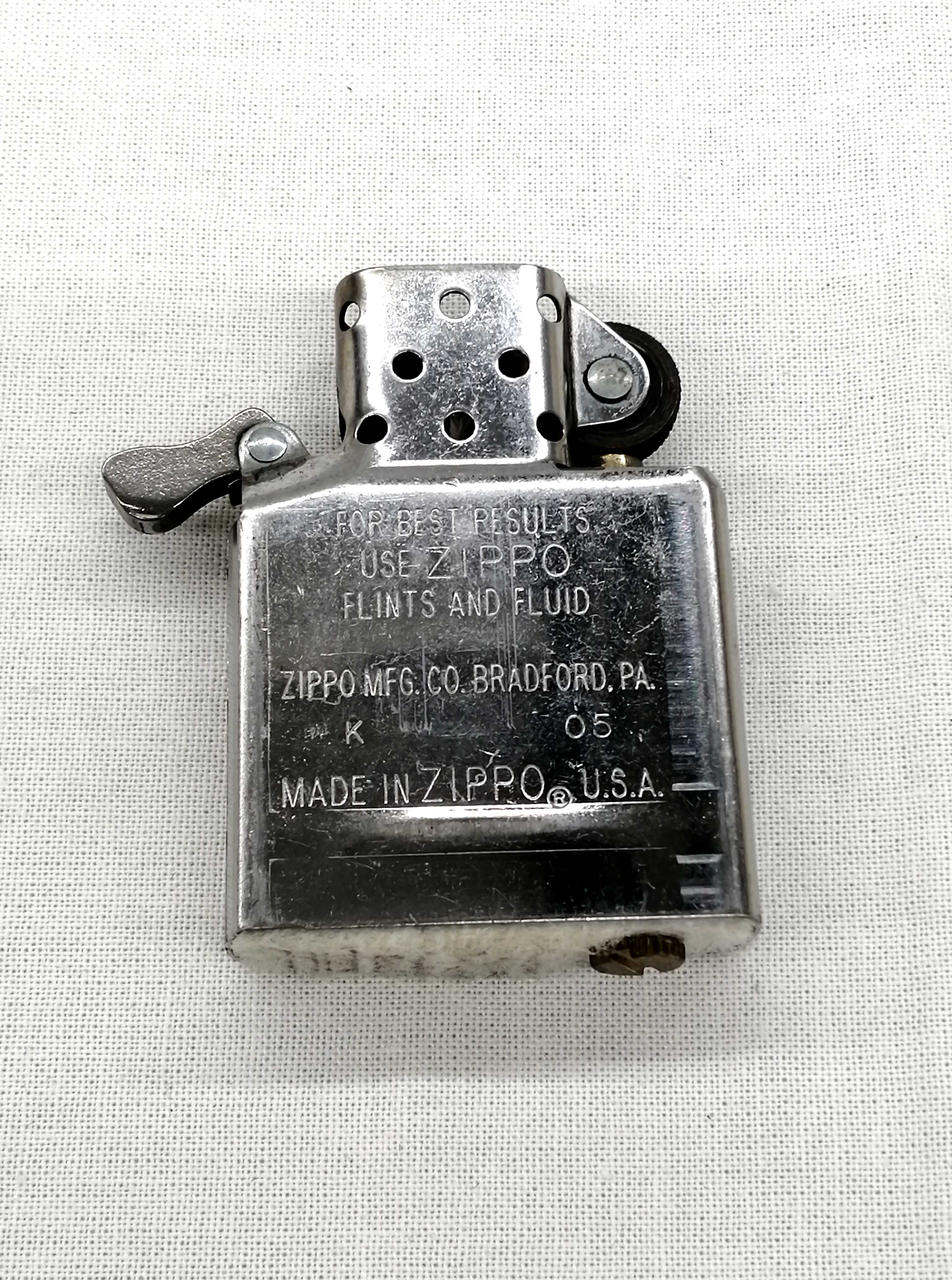 FOR BEST RESULTS
USE ZIPPO
FLINTS AND FLUID
ZIPPO MFG. CO. BRADFORD, PA.
K 05
MADE IN ZIPPO® U.S.A.